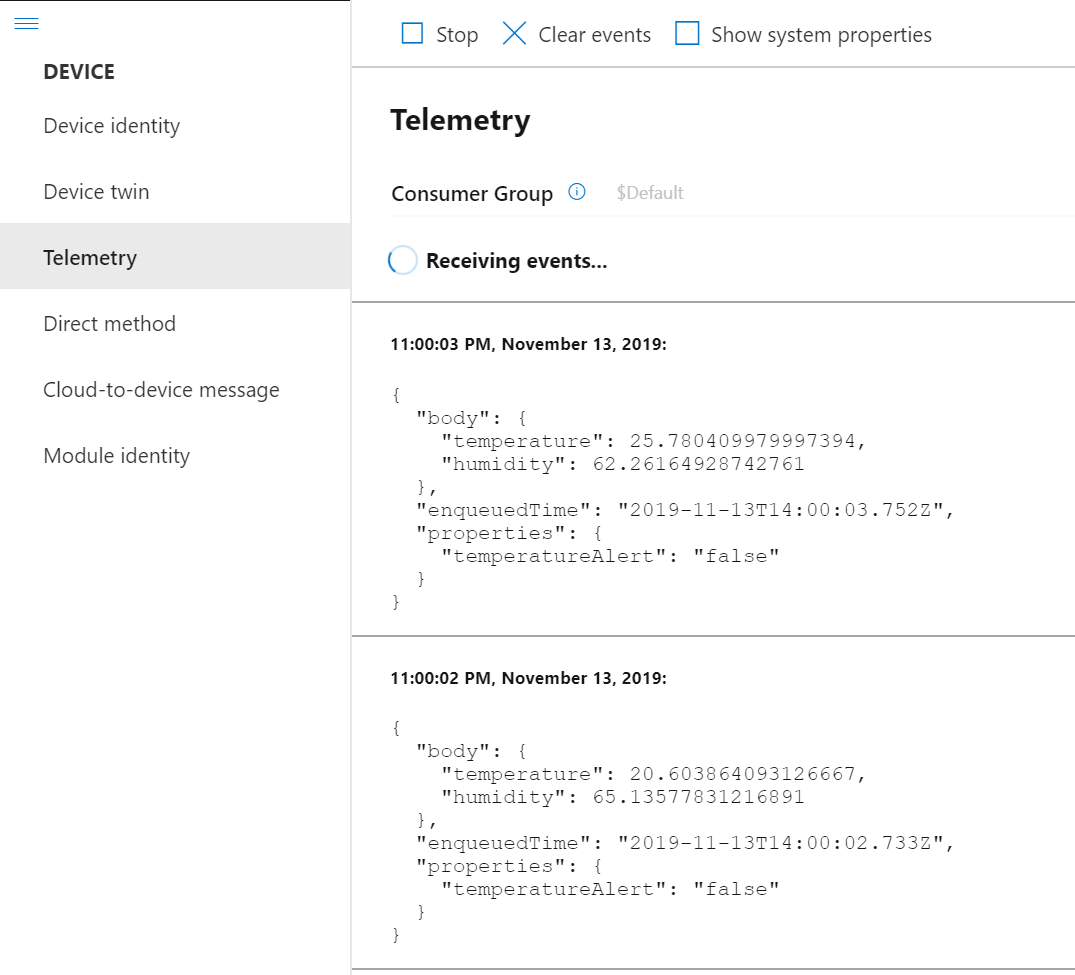 Stop Clear events Show system properties
DEVICE
Device identity
Device twin
Telemetry
Direct method
Cloud-to-device message
Module identity
Telemetry
Consumer Group $Default
Receiving events...
11:00:03 PM, November 13, 2019:
{
  "body": {
    "temperature": 25.780409979997394,
    "humidity": 62.26164928742761
  },
  "enqueuedTime": "2019-11-13T14:00:03.752Z",
  "properties": {
    "temperatureAlert": "false"
  }
}
11:00:02 PM, November 13, 2019:
{
  "body": {
    "temperature": 20.603864093126667,
    "humidity": 65.13577831216891
  },
  "enqueuedTime": "2019-11-13T14:00:02.733Z",
  "properties": {
    "temperatureAlert": "false"
  }
}